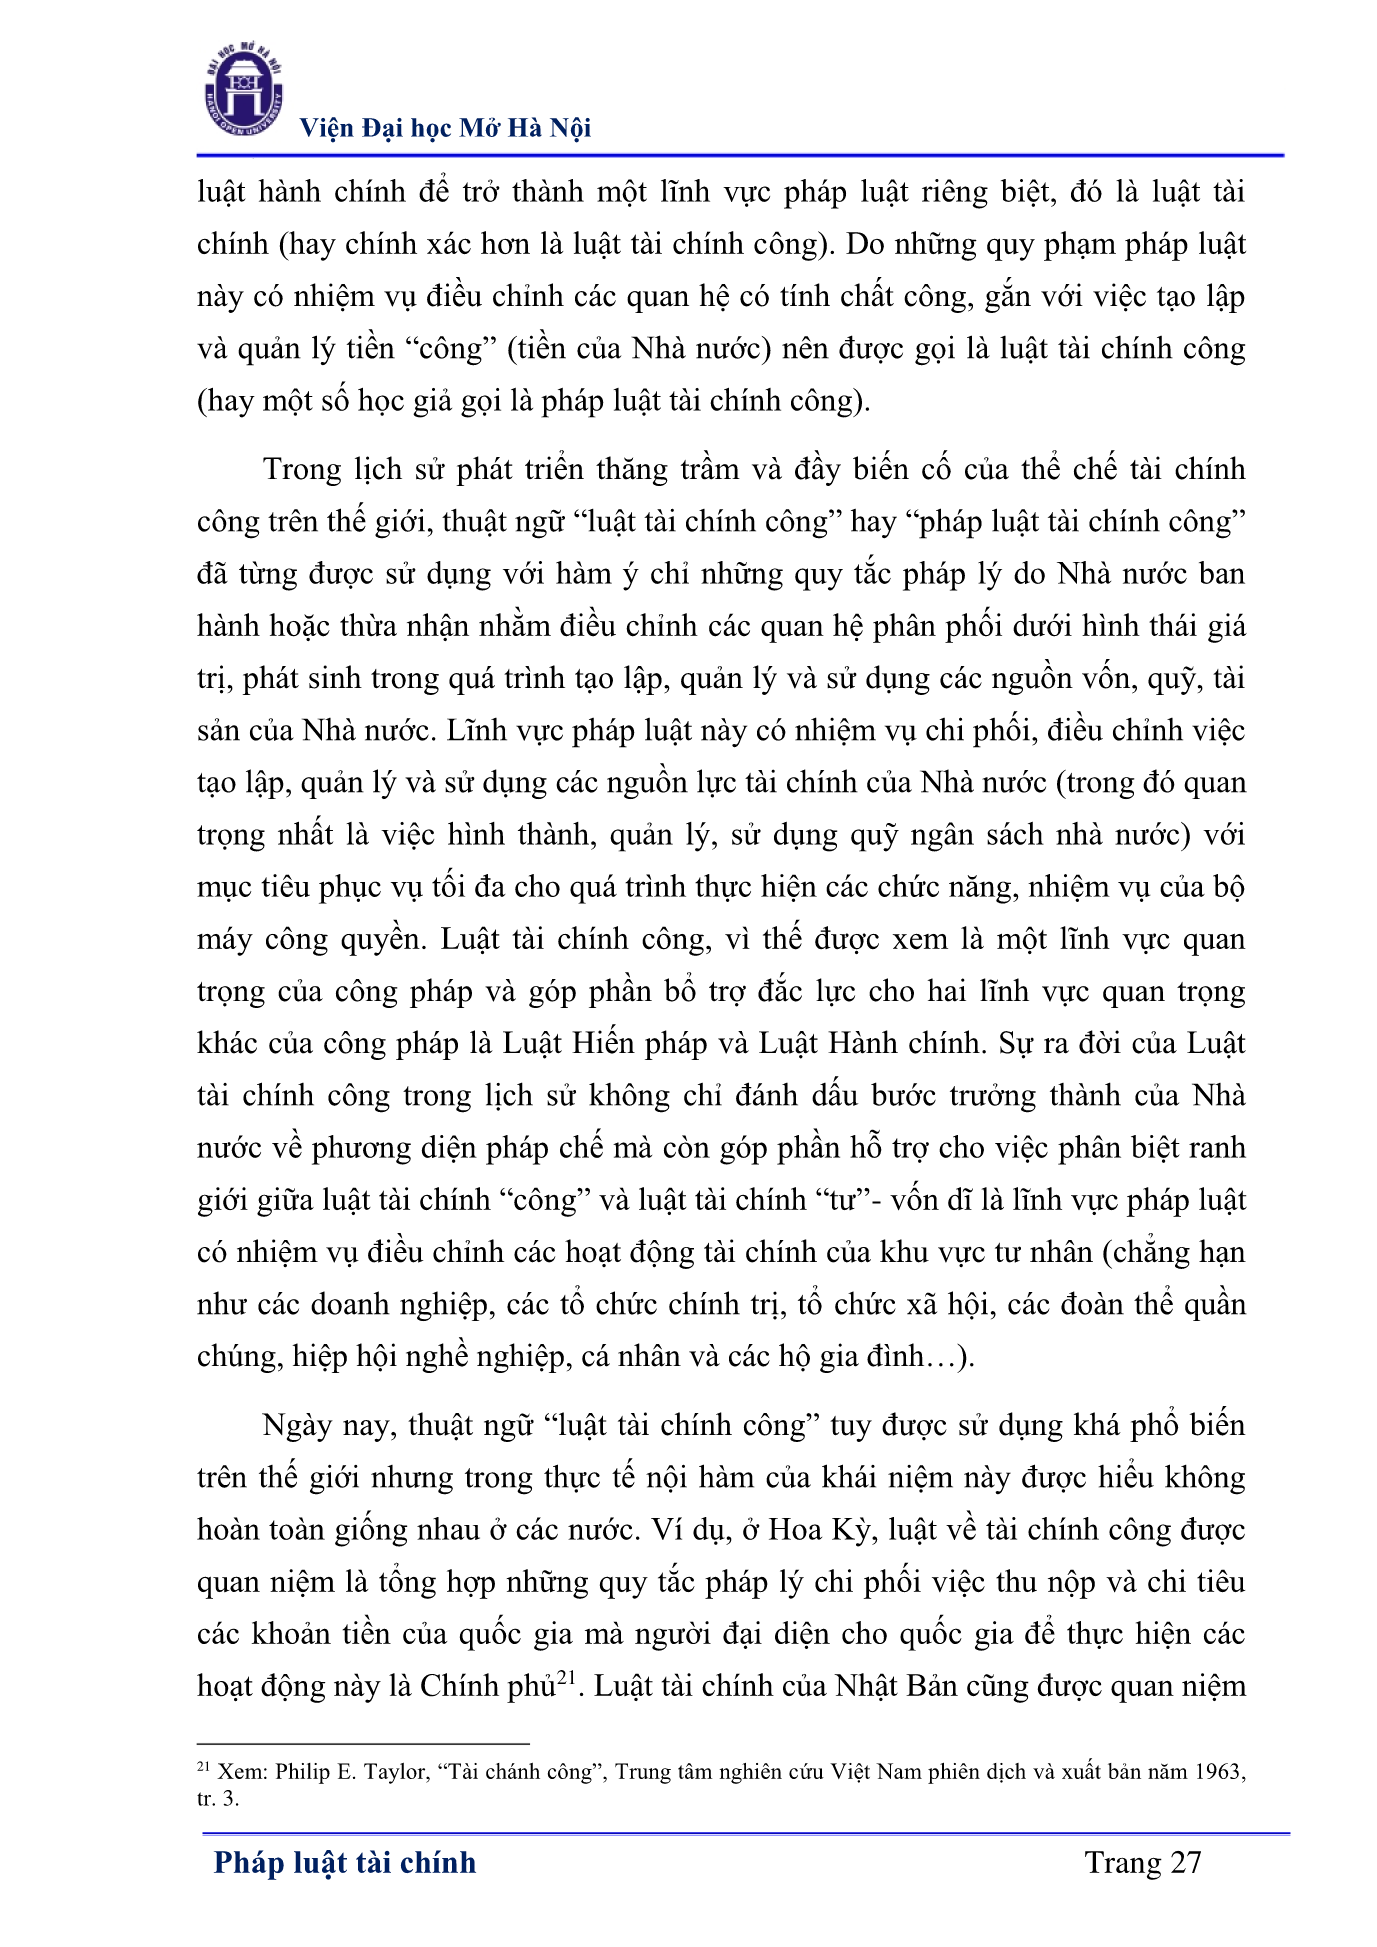 ĐẠI HỌC MỞ HÀ NỘI
HANOI OPEN UNIVERSITY
Viện Đại học Mở Hà Nội
luật hành chính để trở thành một lĩnh vực pháp luật riêng biệt, đó là luật tài
chính (hay chính xác hơn là luật tài chính công). Do những quy phạm pháp luật
này có nhiệm vụ điều chỉnh các quan hệ có tính chất công, gắn với việc tạo lập
và quản lý tiền “công” (tiền của Nhà nước) nên được gọi là luật tài chính công
(hay một số học giả gọi là pháp luật tài chính công).
Trong lịch sử phát triển thăng trầm và đầy biến cố của thể chế tài chính
công trên thế giới, thuật ngữ “luật tài chính công” hay “pháp luật tài chính công”
đã từng được sử dụng với hàm ý chỉ những quy tắc pháp lý do Nhà nước ban
hành hoặc thừa nhận nhằm điều chỉnh các quan hệ phân phối dưới hình thái giá
trị, phát sinh trong quá trình tạo lập, quản lý và sử dụng các nguồn vốn, quỹ, tài
sản của Nhà nước. Lĩnh vực pháp luật này có nhiệm vụ chi phối, điều chỉnh việc
tạo lập, quản lý và sử dụng các nguồn lực tài chính của Nhà nước (trong đó quan
trọng nhất là việc hình thành, quản lý, sử dụng quỹ ngân sách nhà nước) với
mục tiêu phục vụ tối đa cho quá trình thực hiện các chức năng, nhiệm vụ của bộ
máy công quyền. Luật tài chính công, vì thế được xem là một lĩnh vực quan
trọng của công pháp và góp phần bổ trợ đắc lực cho hai lĩnh vực quan trọng
khác của công pháp là Luật Hiến pháp và Luật Hành chính. Sự ra đời của Luật
tài chính công trong lịch sử không chỉ đánh dấu bước trưởng thành của Nhà
nước về phương diện pháp chế mà còn góp phần hỗ trợ cho việc phân biệt ranh
giới giữa luật tài chính “công” và luật tài chính “tư”- vốn dĩ là lĩnh vực pháp luật
có nhiệm vụ điều chỉnh các hoạt động tài chính của khu vực tư nhân (chẳng hạn
như các doanh nghiệp, các tổ chức chính trị, tổ chức xã hội, các đoàn thể quần
chúng, hiệp hội nghề nghiệp, cá nhân và các hộ gia đình…).
Ngày nay, thuật ngữ “luật tài chính công” tuy được sử dụng khá phổ biến
trên thế giới nhưng trong thực tế nội hàm của khái niệm này được hiểu không
hoàn toàn giống nhau ở các nước. Ví dụ, ở Hoa Kỳ, luật về tài chính công được
quan niệm là tổng hợp những quy tắc pháp lý chi phối việc thu nộp và chi tiêu
các khoản tiền của quốc gia mà người đại diện cho quốc gia để thực hiện các
hoạt động này là Chính phủ21. Luật tài chính của Nhật Bản cũng được quan niệm
21 Xem: Philip E. Taylor, “Tài chánh công”, Trung tâm nghiên cứu Việt Nam phiên dịch và xuất bản năm 1963,
tr. 3.
Pháp luật tài chính Trang 27